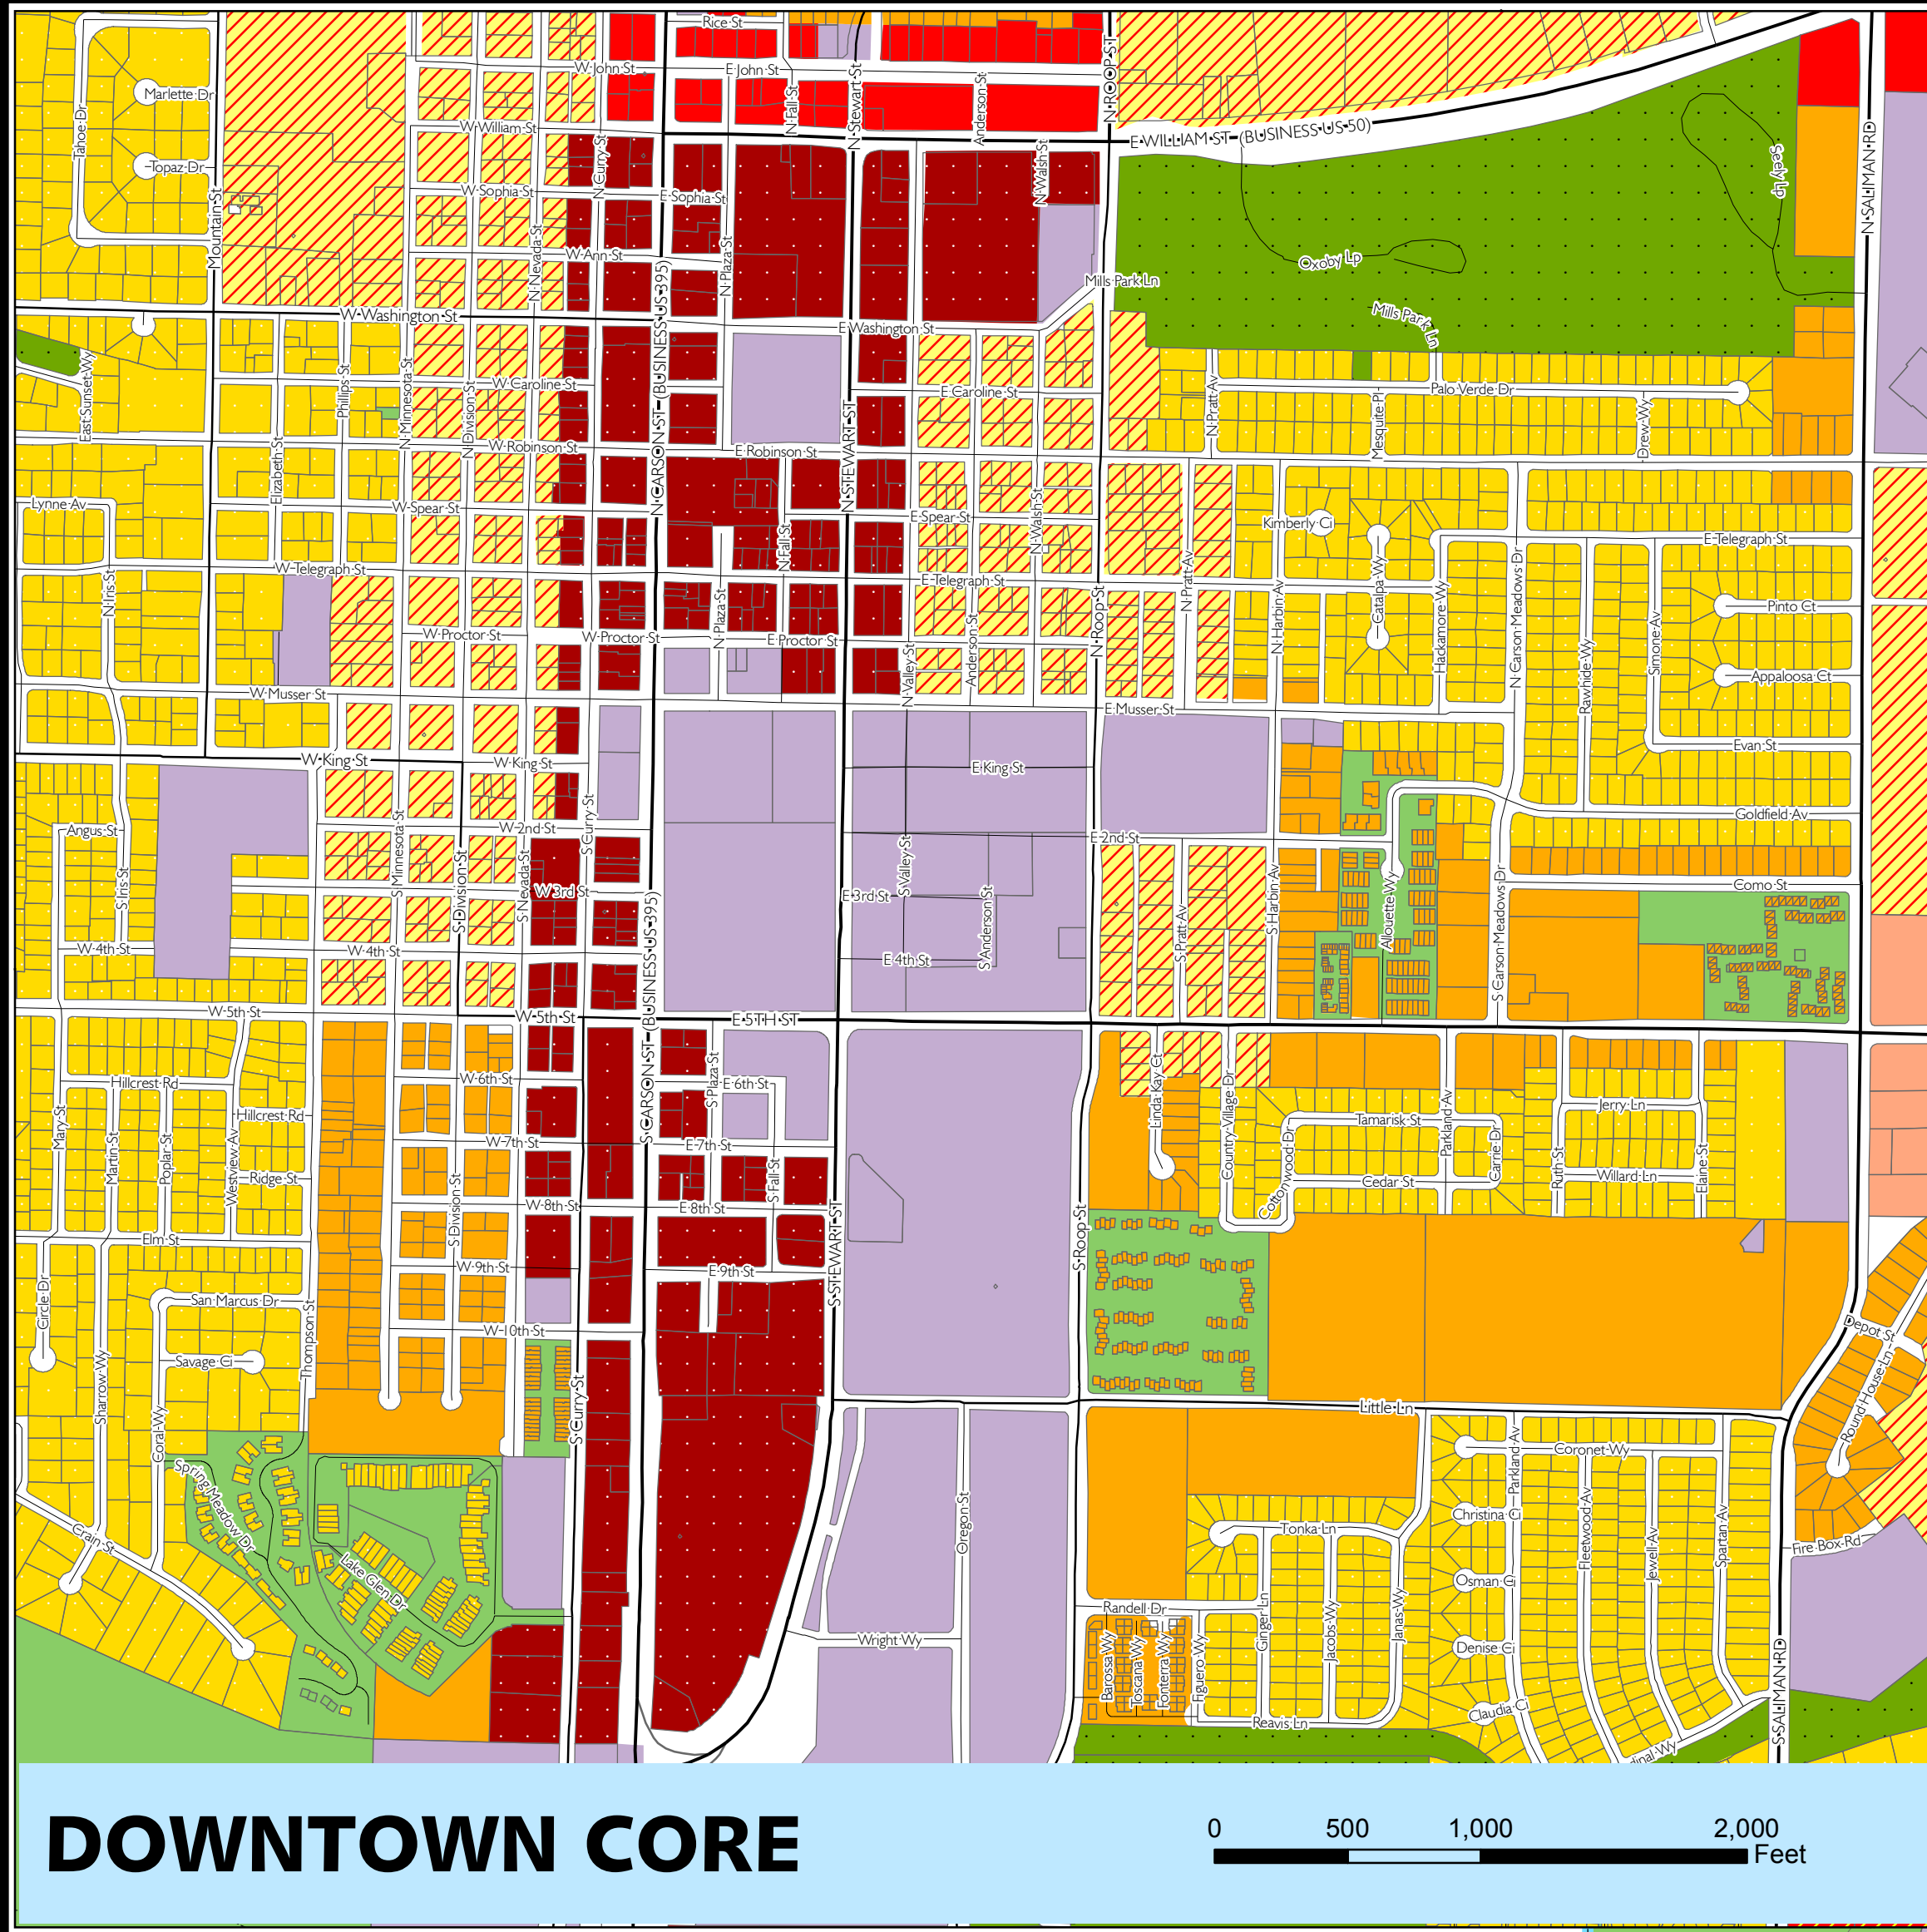 Rice St
W John St
E John St
N Fall St
N Stewart St
Anderson St
N ROOP ST
Marlette Dr
Tahoe Dr
Topaz Dr
W William St
E WILLIAM ST (BUSINESS US 50)
N SALIMAN RD
Seely Lp
N Curry St
N Walsh St
W Sophia St
E Sophia St
Mountain St
N Nevada St
W Ann St
N Plaza St
Oxoby Lp
Mills Park Ln
N CARSON ST (BUSINESS US 395)
W Washington St
E Washington St
Mills Park Ln
East Sunset Wy
Phillips St
N Minnesota St
N Division St
W Caroline St
E Caroline St
N STEWART ST
N Pratt Av
Mesquite Pl
Palo Verde Dr
Drew Wy
Elizabeth St
W Robinson St
E Robinson St
Lynne Av
W Spear St
E Spear St
N Walsh St
N Fall St
Kimberly Ci
E Telegraph St
W Telegraph St
E Telegraph St
N Iris St
N Plaza St
N Roop St
N Pratt Av
N Harbin Av
Catalpa Wy
Hackamore Wy
N Carson Meadows Dr
Rawhide Wy
Simone Av
Pinto Ct
W Proctor St
W Proctor St
E Proctor St
Anderson St
N Valley St
Appaloosa Ct
W Musser St
E Musser St
Evan St
W King St
W King St
E King St
S Curry St
Angus St
W 2nd St
E 2nd St
Goldfield Av
S Iris St
S Minnesota St
S Division St
S Nevada St
W 3rd St
E 3rd St
S Valley St
S Anderson St
S Pratt Av
S Harbin Av
Allouette Wy
S Carson Meadows Dr
Como St
W 4th St
W 4th St
E 4th St
S CARSON ST (BUSINESS US 395)
W 5th St
W 5th St
E 5TH ST
Hillcrest Rd
Hillcrest Rd
W 6th St
E 6th St
S Plaza St
Linda Kay Ct
Country Village Dr
Tamarisk St
Parkland Av
Carrie Dr
Jerry Ln
Mary St
Martin St
Poplar St
Westview Av
W 7th St
E 7th St
Ridge St
Cottonwood Dr
Cedar St
Ruth St
Willard Ln
Elaine St
S Division St
W 8th St
E 8th St
S Fall St
S STEWART ST
S Roop St
Elm St
W 9th St
E 9th St
Circle Dr
San Marcus Dr
Thompson St
W 10th St
Depot St
Savage Ci
Sharrow Wy
Coral Wy
S Curry St
Little Ln
Round House Ln
Coronet Wy
Parkland Av
Spring Meadow Dr
Oregon St
Christina Ci
Tonka Ln
Fleetwood Av
Jewell Av
Spartan Av
Crain St
Fire Box Rd
Lake Glen Dr
Osman Ci
Randell Dr
Ginger Ln
Jacobs Wy
Janas Wy
Wright Wy
Denise Ci
Barossa Wy
Toscana Wy
Fonterra Wy
Figuero Wy
S SALIMAN RD
Reavis Ln
Claudia Ci
dinal Wy
DOWNTOWN CORE
0 500 1,000 2,000
Feet